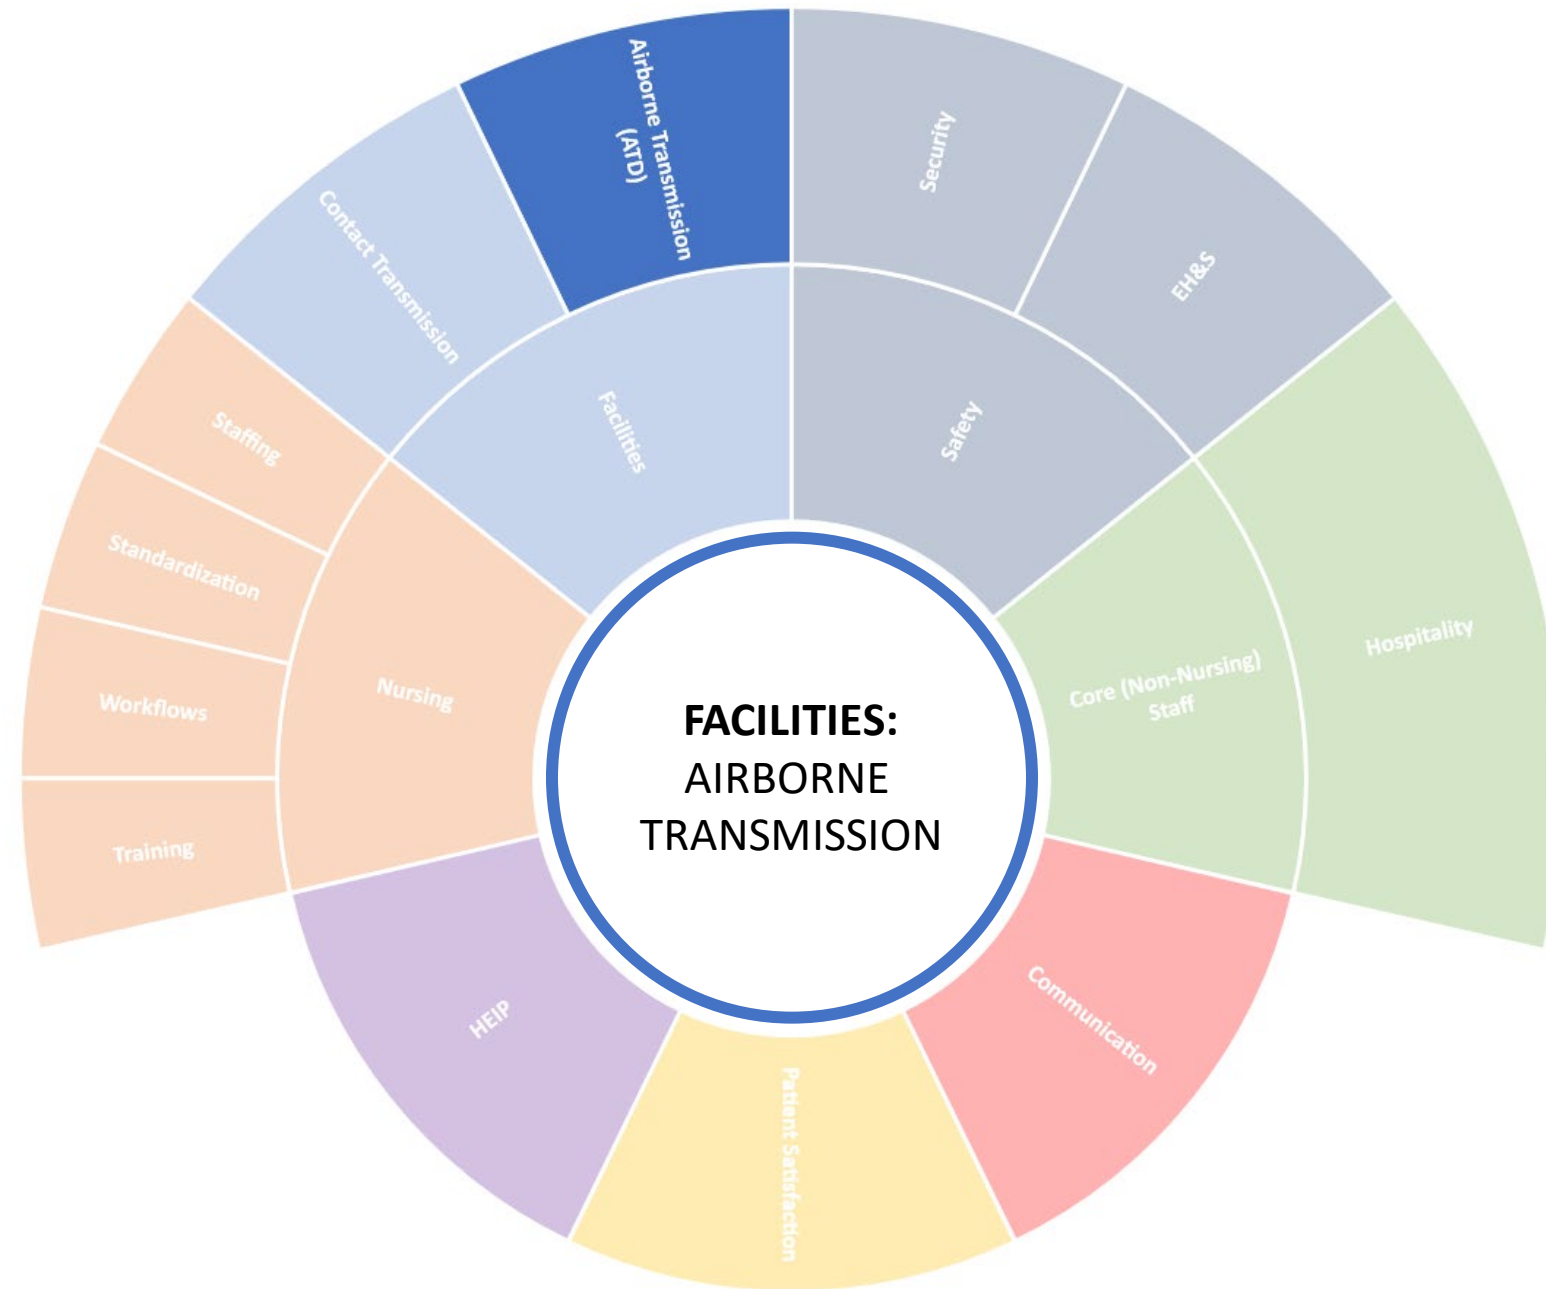 Airborne Transmission
(ATD)
Security
EH&S
Contact Transmission
Facilities
Safety
Staffing
Standardization
Workflows
Training
Nursing
Core (Non-Nursing)
Staff
Hospitality
FACILITIES:
AIRBORNE
TRANSMISSION
HEIP
Patient Satisfaction
Communication